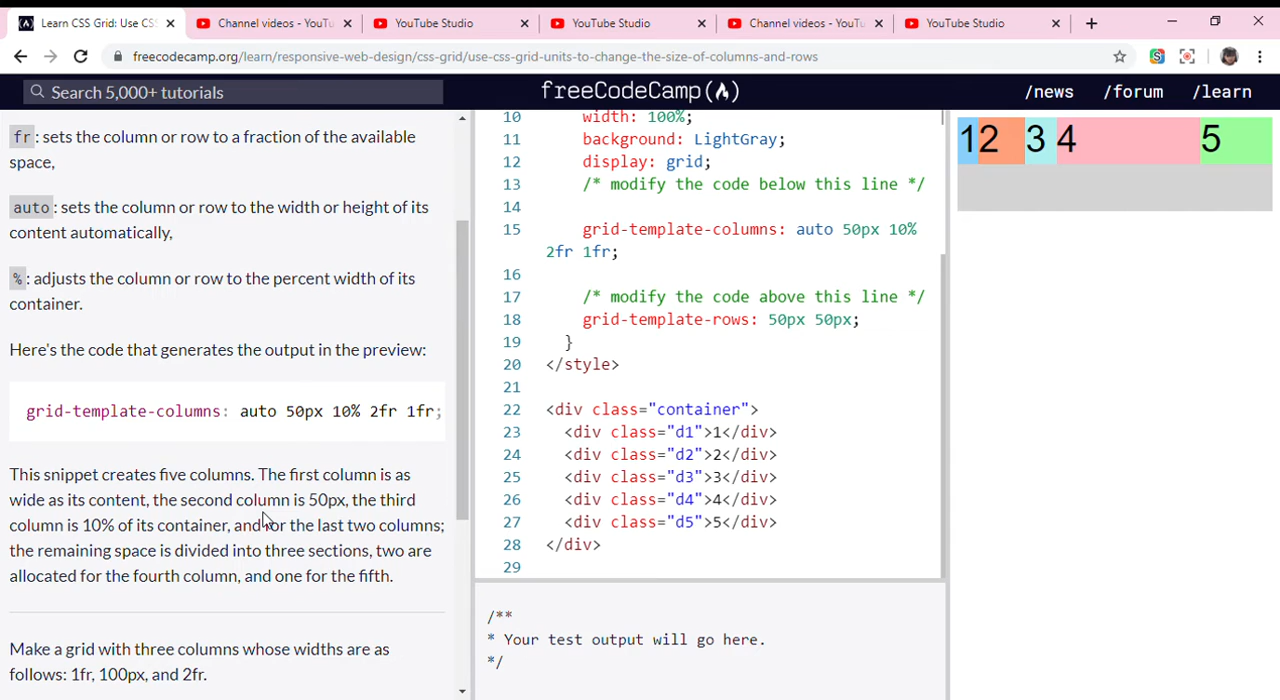 Learn CSS Grid: Use CS
Channel videos - YouTu
YouTube Studio
YouTube Studio
Channel videos - YouTu
YouTube Studio
freecodecamp.org/learn/responsive-web-design/css-grid/use-css-grid-units-to-change-the-size-of-columns-and-rows
Search 5,000+ tutorials
freeCodeCamp
/news /forum /learn
fr: sets the column or row to a fraction of the available
space,
auto: sets the column or row to the width or height of its
content automatically,
%: adjusts the column or row to the percent width of its
container.
Here's the code that generates the output in the preview:
grid-template-columns: auto 50px 10% 2fr 1fr;
This snippet creates five columns. The first column is as
wide as its content, the second column is 50px, the third
column is 10% of its container, and for the last two columns;
the remaining space is divided into three sections, two are
allocated for the fourth column, and one for the fifth.
Make a grid with three columns whose widths are as
follows: 1fr, 100px, and 2fr.
10 width: 100%;
11 background: LightGray;
12 display: grid;
13 /* modify the code below this line */
14
15 grid-template-columns: auto 50px 10%
2fr 1fr;
16
17 /* modify the code above this line */
18 grid-template-rows: 50px 50px;
19 }
20 </style>
21
22 <div class="container">
23 <div class="d1">1</div>
24 <div class="d2">2</div>
25 <div class="d3">3</div>
26 <div class="d4">4</div>
27 <div class="d5">5</div>
28 </div>
29
/**
* Your test output will go here.
*/
1 2 3 4 5